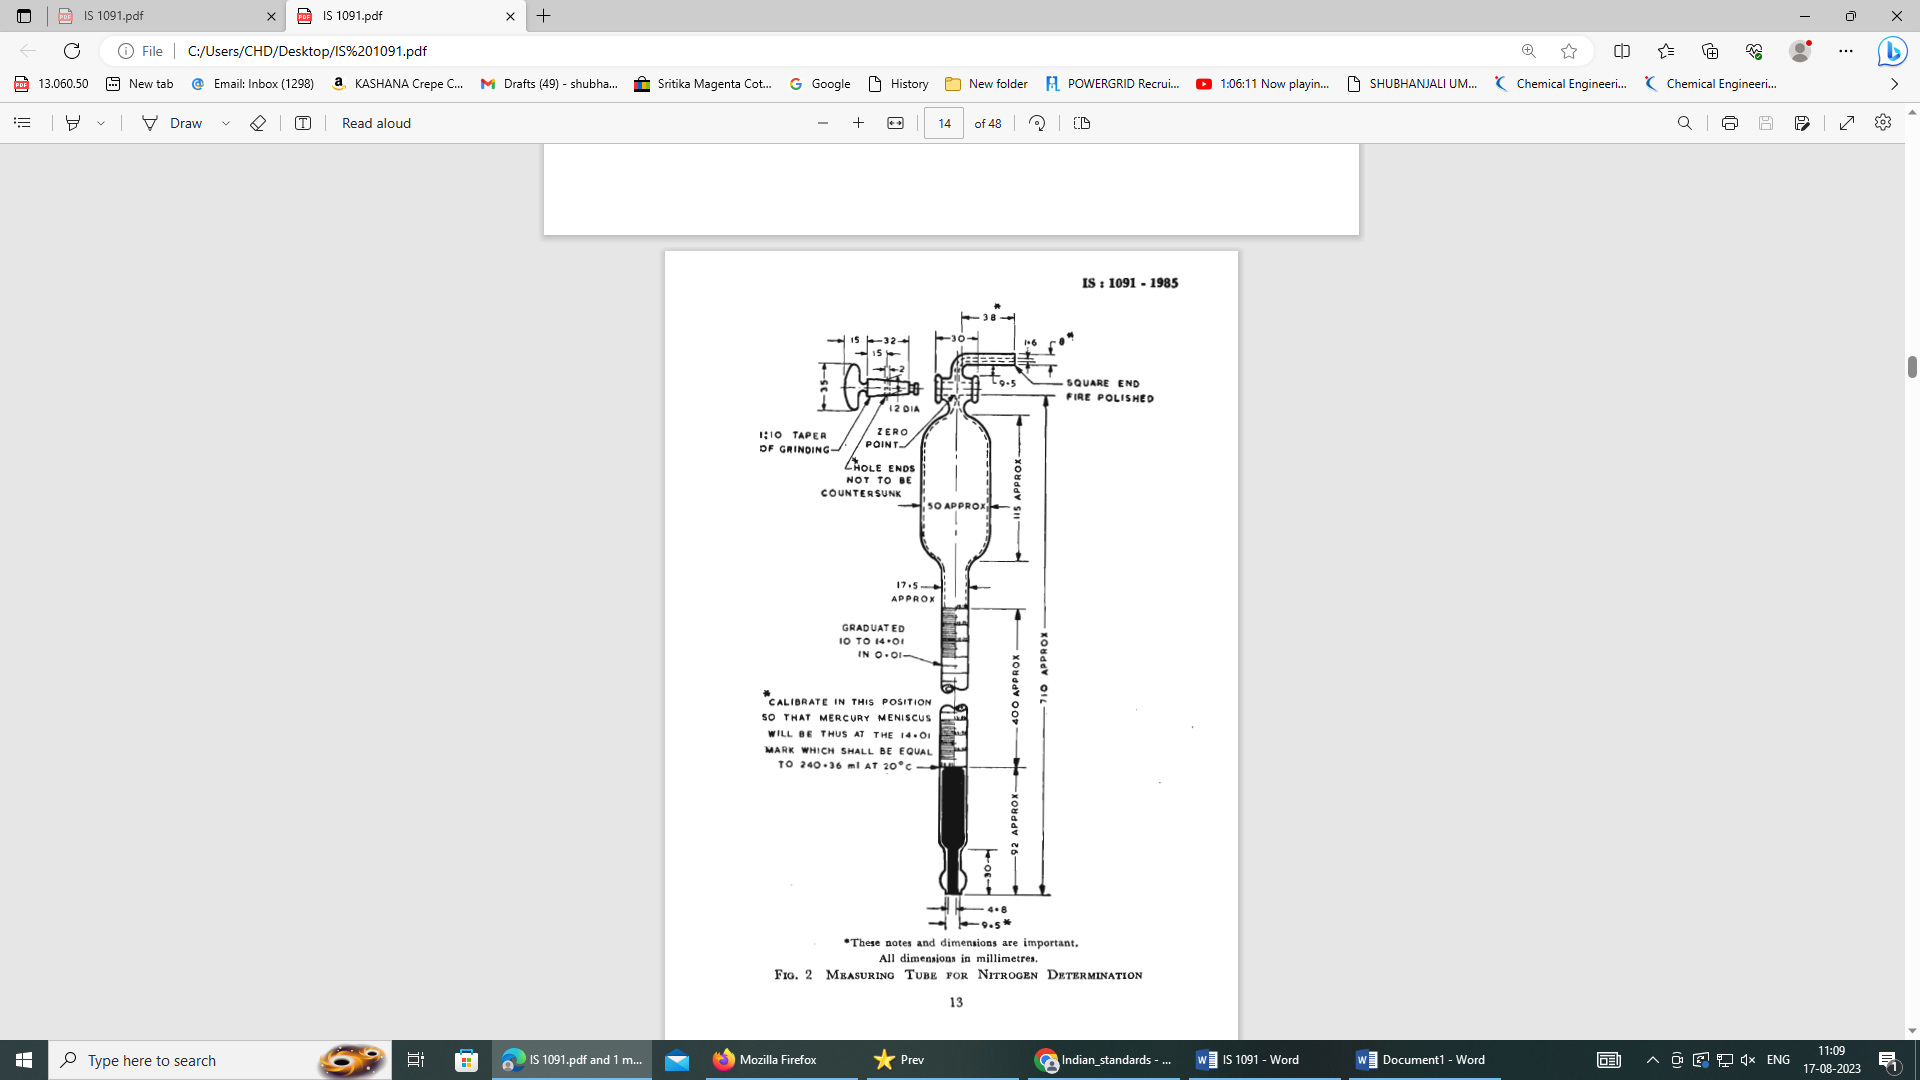 IS 1091.pdf
IS 1091.pdf
File
C:/Users/CHD/Desktop/IS%201091.pdf
13.060.50
New tab
Email: Inbox (1298)
KASHANA Crepe C...
Drafts (49) - shubha...
Sritika Magenta Cot...
Google
History
New folder
POWERGRID Recrui...
1:06:11 Now playin...
SHUBHANJALI UM...
Chemical Engineeri...
Chemical Engineeri...
Draw
Read aloud
14
of 48
IS : 1091 - 1985
*
38
15
32
30
1·6
8*
15
2
35
9·5
SQUARE END
FIRE POLISHED
12 DIA
1:10 TAPER
OF GRINDING
ZERO
POINT
*HOLE ENDS
NOT TO BE
COUNTERSUNK
50 APPROX
115 APPROX
17·5
APPROX
GRADUATED
10 TO 14·01
IN 0·01
400 APPROX
710 APPROX
*CALIBRATE IN THIS POSITION
SO THAT MERCURY MENISCUS
WILL BE THUS AT THE 14·01
MARK WHICH SHALL BE EQUAL
TO 240·36 ml AT 20°C
92 APPROX
30
4·8
9·5*
*These notes and dimensions are important.
All dimensions in millimetres.
FIG. 2 MEASURING TUBE FOR NITROGEN DETERMINATION
13
Type here to search
IS 1091.pdf and 1 m...
Mozilla Firefox
Prev
Indian_standards - ...
IS 1091 - Word
Document1 - Word
ENG
11:09
17-08-2023
1